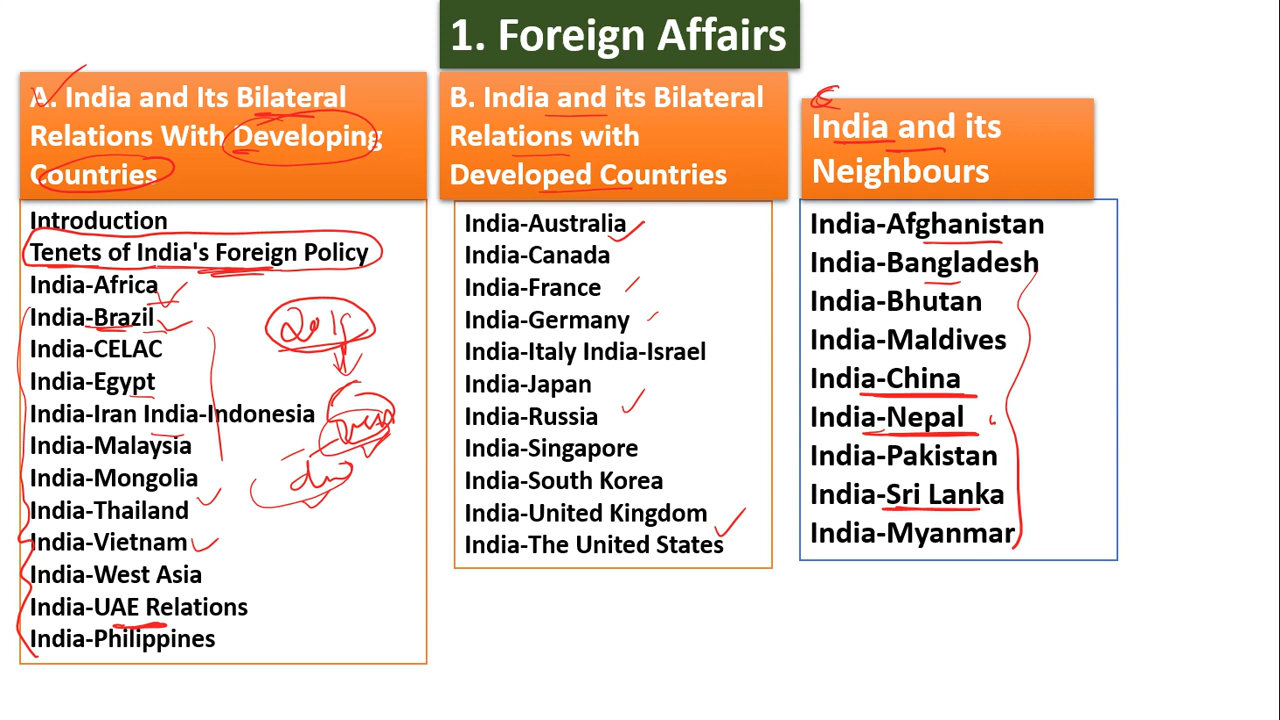 1. Foreign Affairs
A. India and Its Bilateral
Relations With Developing
Countries
Introduction
Tenets of India's Foreign Policy
India-Africa
India-Brazil
India-CELAC
India-Egypt
India-Iran India-Indonesia
India-Malaysia
India-Mongolia
India-Thailand
India-Vietnam
India-West Asia
India-UAE Relations
India-Philippines
B. India and its Bilateral
Relations with
Developed Countries
India-Australia
India-Canada
India-France
India-Germany
India-Italy India-Israel
India-Japan
India-Russia
India-Singapore
India-South Korea
India-United Kingdom
India-The United States
India and its
Neighbours
India-Afghanistan
India-Bangladesh
India-Bhutan
India-Maldives
India-China
India-Nepal
India-Pakistan
India-Sri Lanka
India-Myanmar